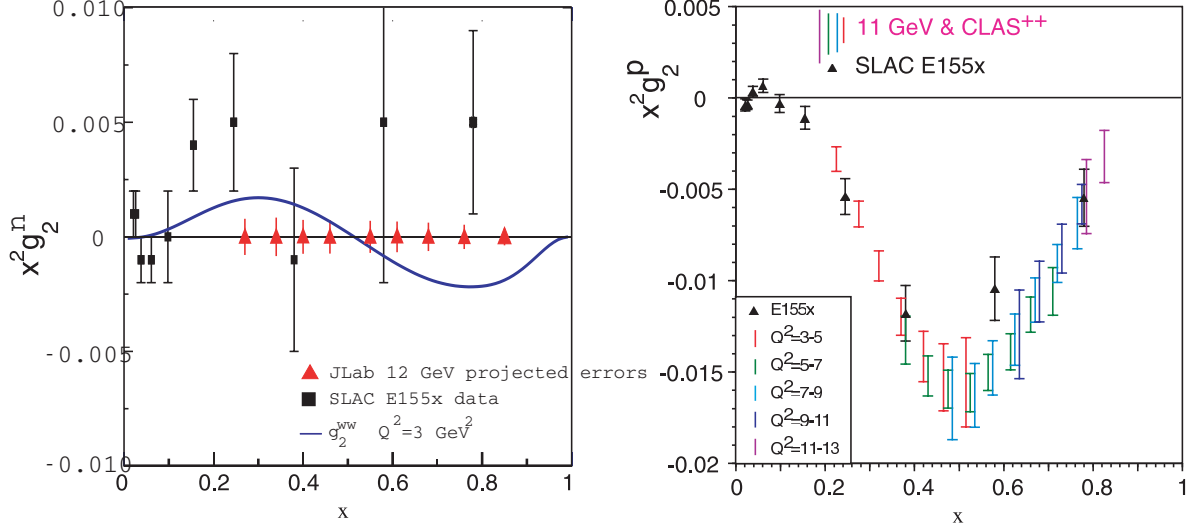 0.010
0.005
0
-0.005
-0.010
x²g₂ⁿ
JLab 12 GeV projected errors
SLAC E155x data
g₂ʷʷ Q²=3 GeV²
0 0.2 0.4 0.6 0.8 1
x
0.005
0
-0.005
-0.01
-0.015
-0.02
x²g₂ᵖ
11 GeV & CLAS⁺⁺
SLAC E155x
E155x
Q²=3-5
Q²=5-7
Q²=7-9
Q²=9-11
Q²=11-13
0 0.2 0.4 0.6 0.8 1
x